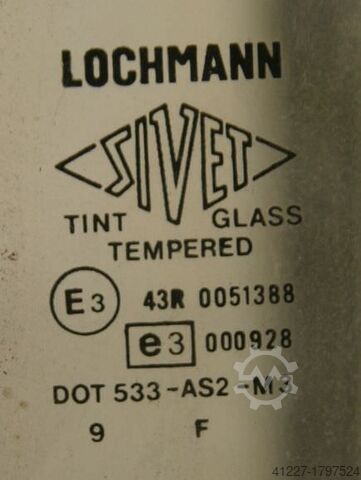 LOCHMANN
SIVET
TINT GLASS
TEMPERED
E3 43R 0051388
e3 000928
DOT 533-AS2-M3
9 F
41227-1797524